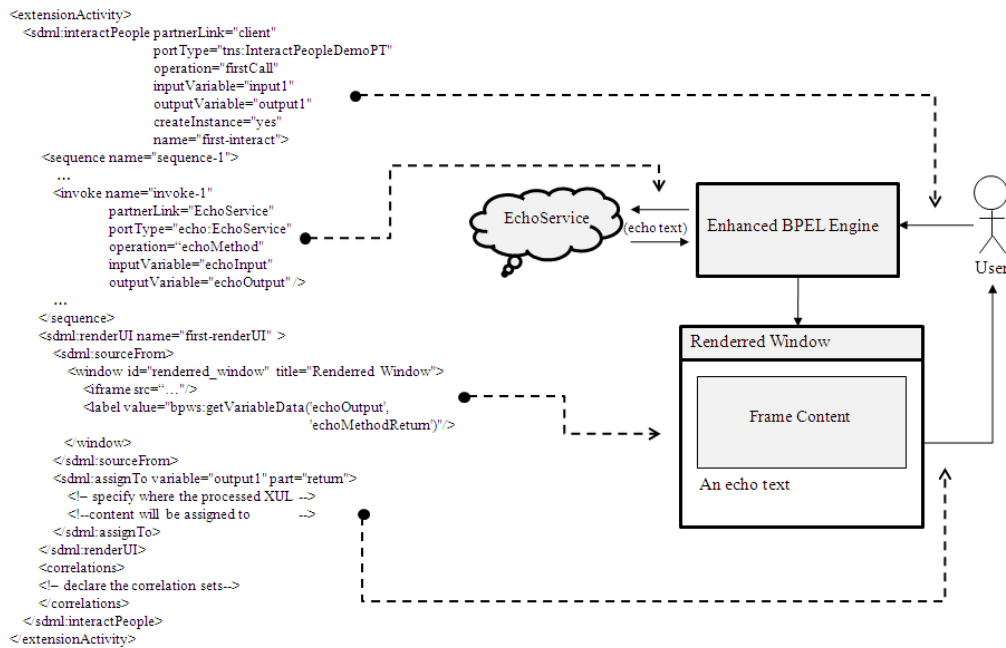 <extensionActivity>
<sdml:interactPeople partnerLink="client"
portType="tns:InteractPeopleDemoPT"
operation="firstCall"
inputVariable="input1"
outputVariable="output1"
createInstance="yes"
name="first-interact">
<sequence name="sequence-1">
...
<invoke name="invoke-1"
partnerLink="EchoService"
portType="echo:EchoService"
operation=“echoMethod"
inputVariable="echoInput"
outputVariable="echoOutput"/>
...
</sequence>
<sdml:renderUI name="first-renderUI" >
<sdml:sourceFrom>
<window id="renderred_window" title="Renderred Window">
<iframe src=“…"/>
<label value="bpws:getVariableData('echoOutput',
'echoMethodReturn')"/>
</window>
</sdml:sourceFrom>
<sdml:assignTo variable="output1" part="return">
<!– specify where the processed XUL -->
<!--content will be assigned to -->
</sdml:assignTo>
</sdml:renderUI>
<correlations>
<!– declare the correlation sets-->
</correlations>
</sdml:interactPeople>
</extensionActivity>
EchoService
(echo text)
Enhanced BPEL Engine
User
Renderred Window
Frame Content
An echo text